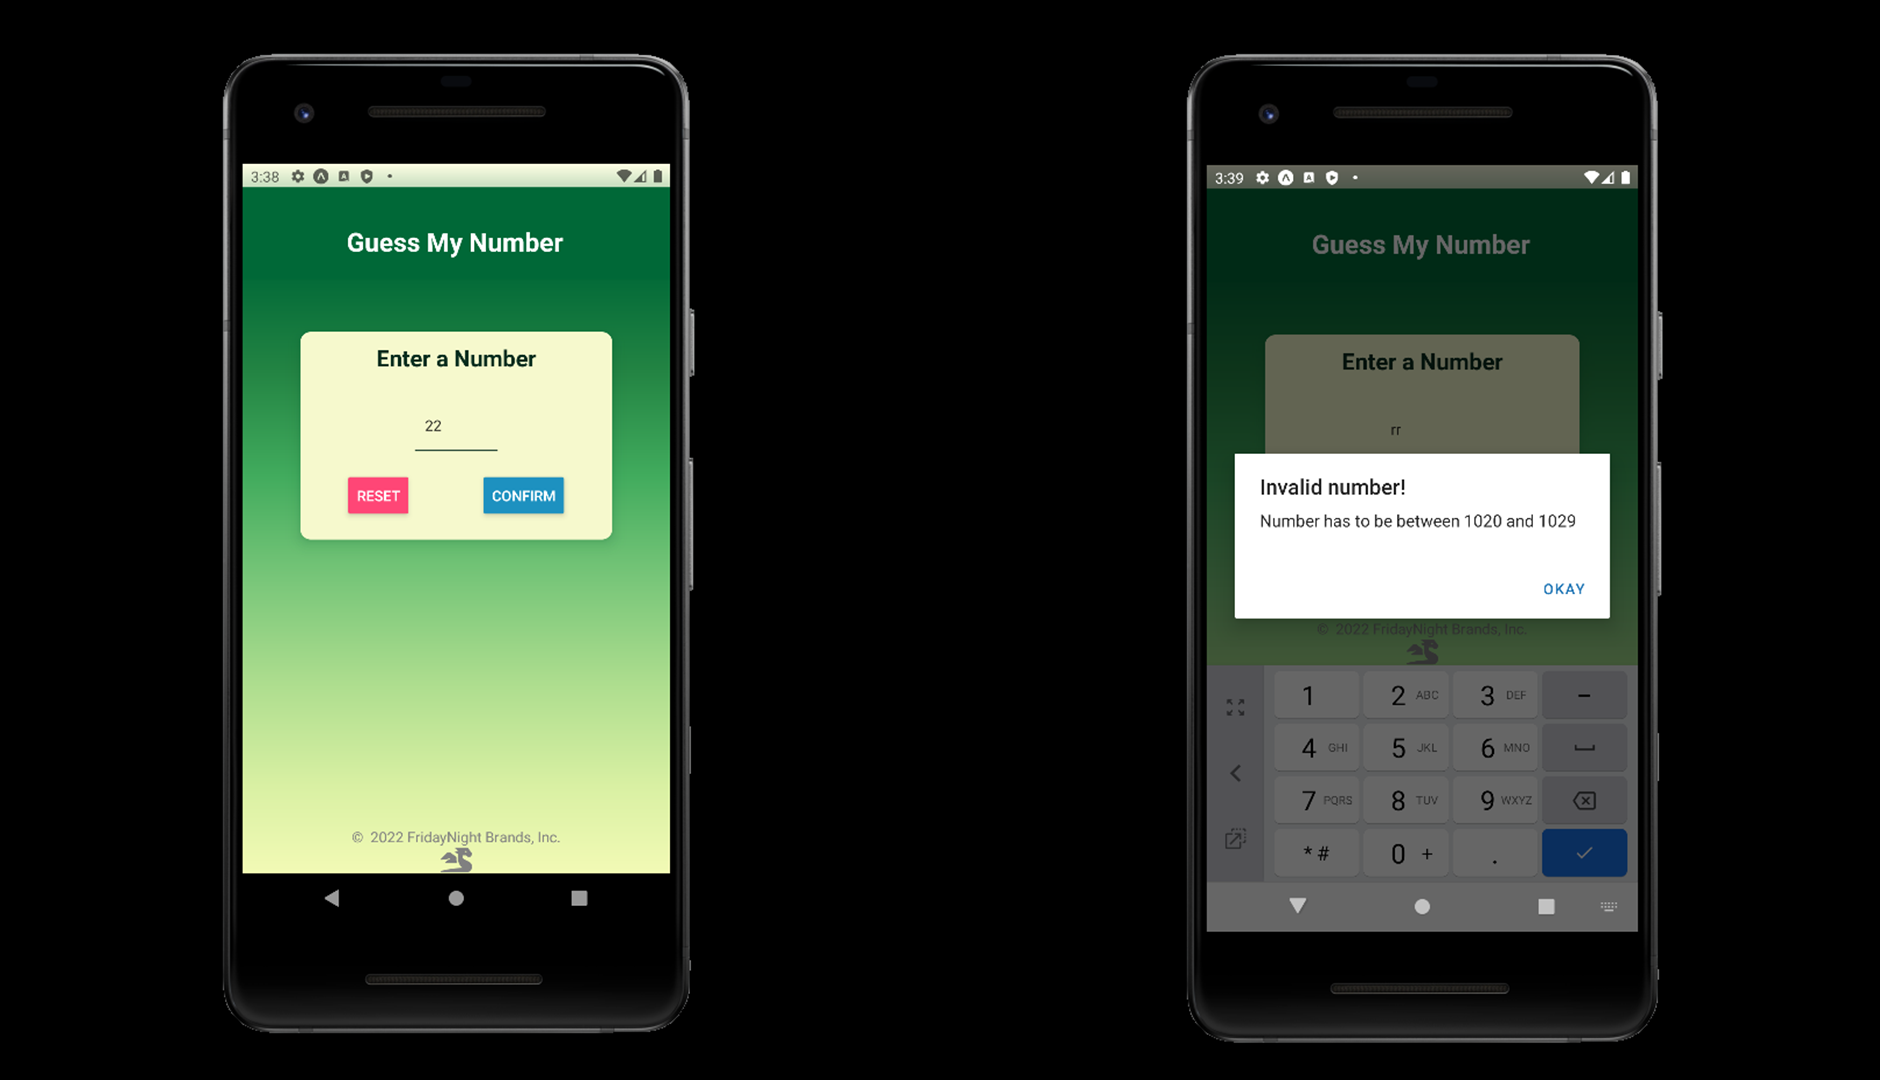 3:38
Guess My Number
Enter a Number
22
RESET
CONFIRM
© 2022 FridayNight Brands, Inc.
3:39
Guess My Number
Enter a Number
rr
Invalid number!
Number has to be between 1020 and 1029
OKAY
© 2022 FridayNight Brands, Inc.
1 2 ABC 3 DEF –
4 GHI 5 JKL 6 MNO
7 PQRS 8 TUV 9 WXYZ
* # 0 + .